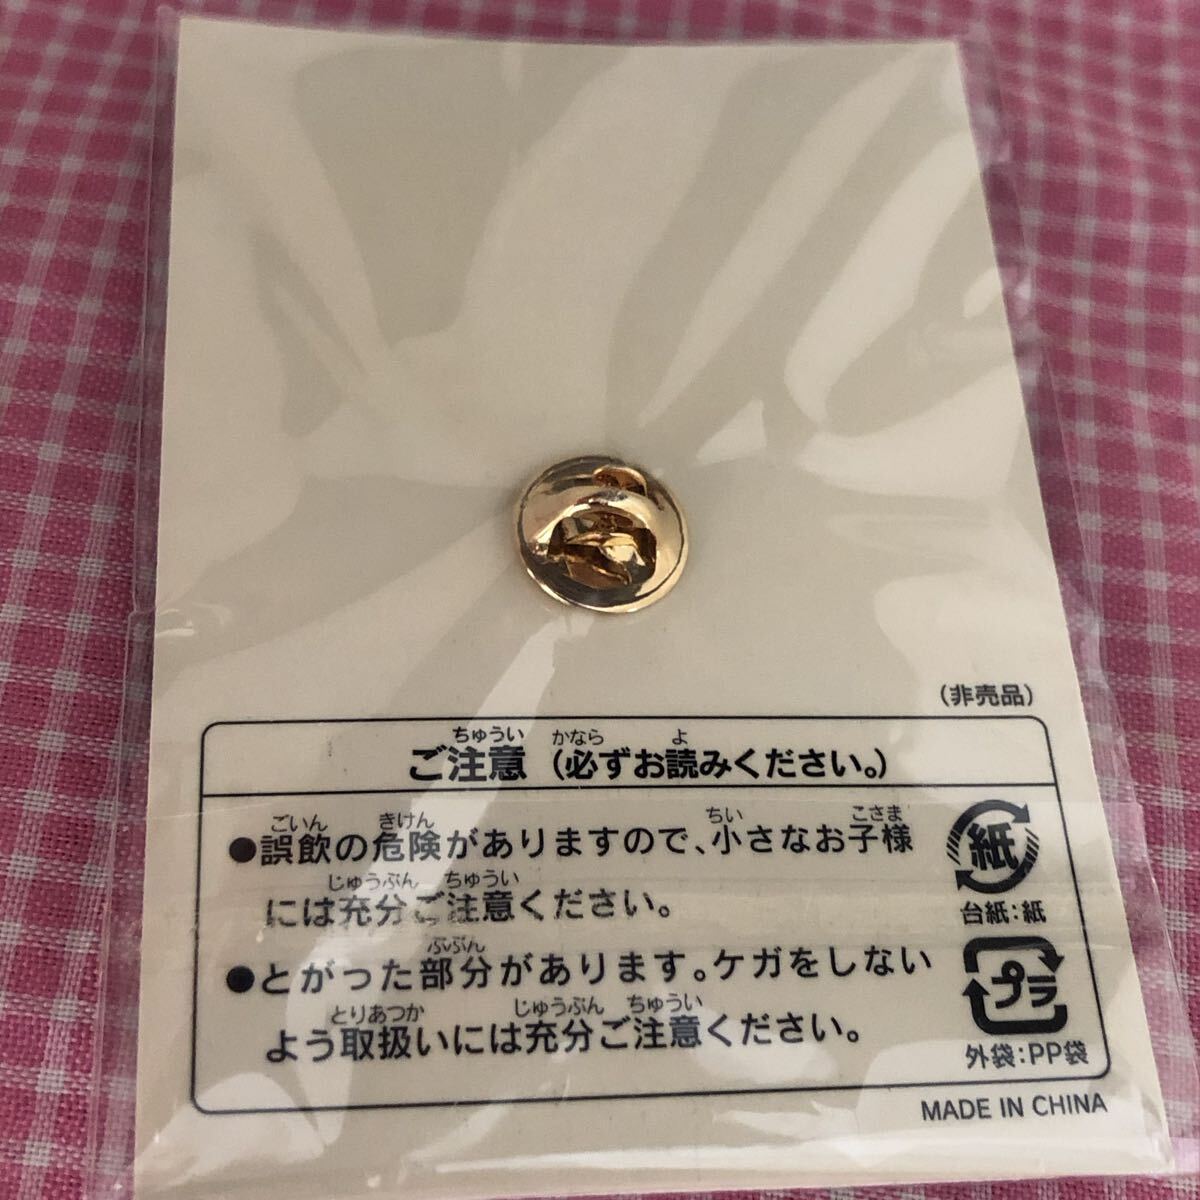 (非売品)
ちゅうい かなら よ
ご注意 (必ずお読みください。)
ごいん きけん ちい こさま
●誤飲の危険がありますので、小さなお子様
じゅうぶん ちゅうい
には充分ご注意ください。
ぶぶん
●とがった部分があります。ケガをしない
とりあつか じゅうぶん ちゅうい
よう取扱いには充分ご注意ください。
紙
台紙:紙
プラ
外袋:PP袋
MADE IN CHINA